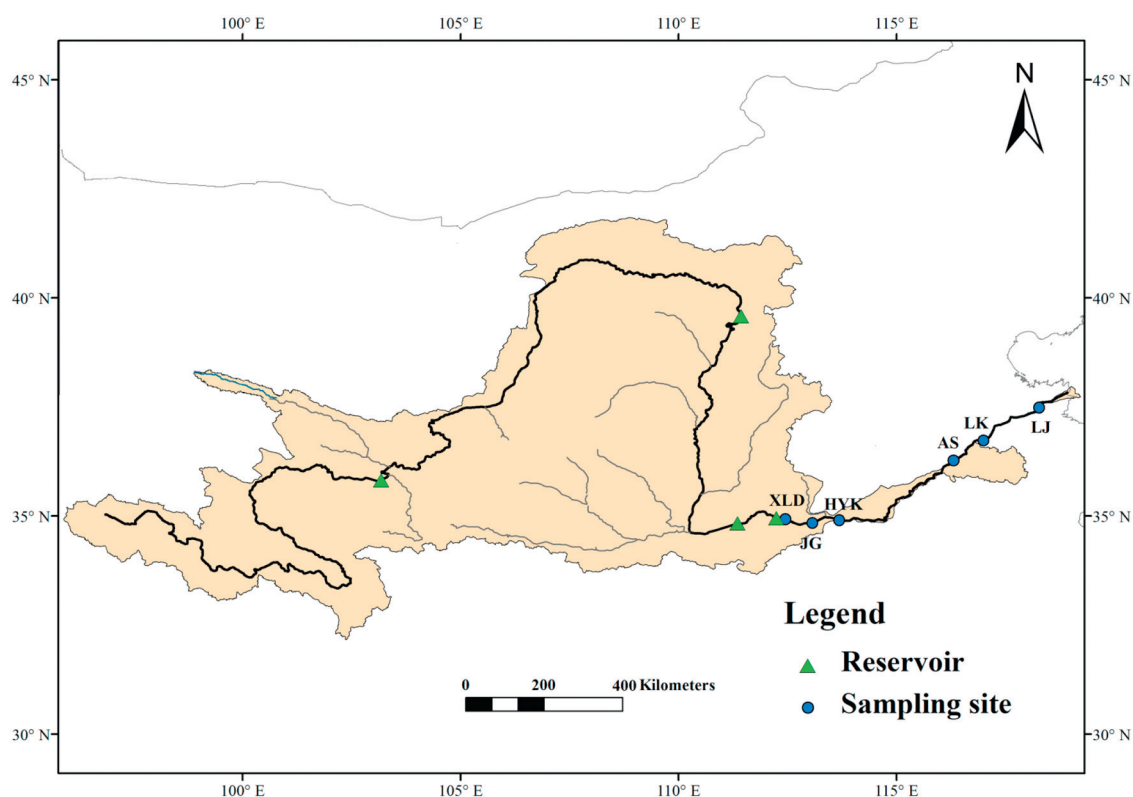 100° E 105° E 110° E 115° E
N
45° N 45° N
40° N 40° N
LK
LJ
AS
35° N XLD HYK 35° N
JG
Legend
Reservoir
0 200 400 Kilometers
Sampling site
30° N 30° N
100° E 105° E 110° E 115° E